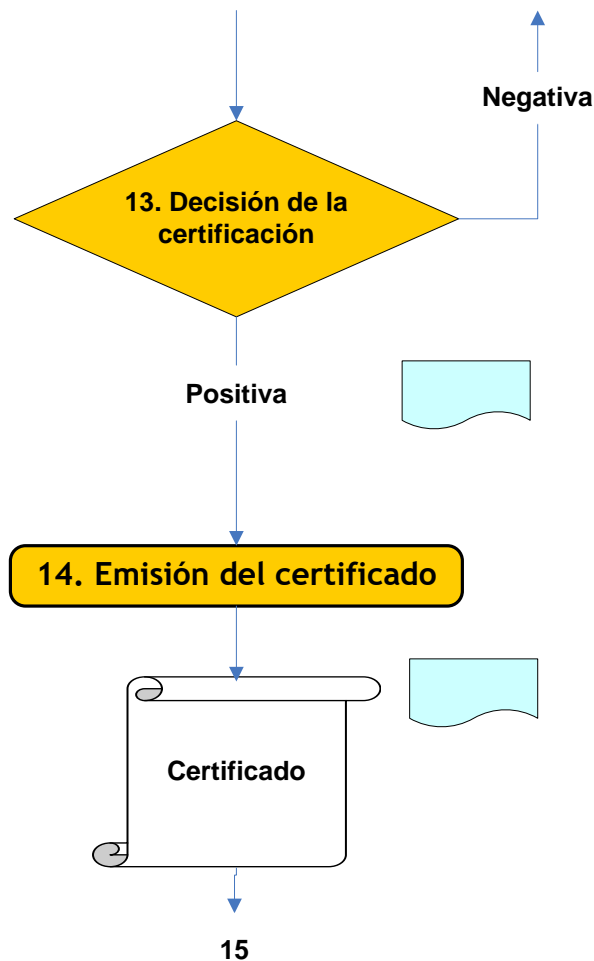 Negativa
13. Decisión de la
certificación
Positiva
14. Emisión del certificado
Certificado
15